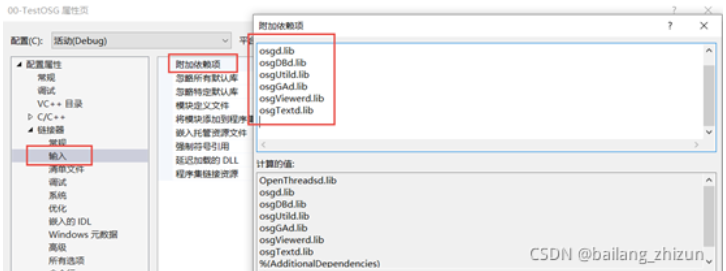 00-TestOSG 属性页
配置(C):
活动(Debug)
配置属性
常规
调试
VC++ 目录
C/C++
链接器
常规
输入
清单文件
调试
系统
优化
嵌入的 IDL
Windows 元数据
高级
所有选项
附加依赖项
忽略所有默认库
忽略特定默认库
模块定义文件
将模块添加到程序集
嵌入托管资源文件
强制符号引用
延迟加载的 DLL
程序集链接资源
附加依赖项
osgd.lib
osgDBd.lib
osgUtild.lib
osgGAd.lib
osgViewerd.lib
osgTextd.lib
计算的值:
OpenThreadsd.lib
osgd.lib
osgDBd.lib
osgUtild.lib
osgGAd.lib
osgViewerd.lib
osgTextd.lib
%(AdditionalDependencies)
CSDN @bailang_zhizun